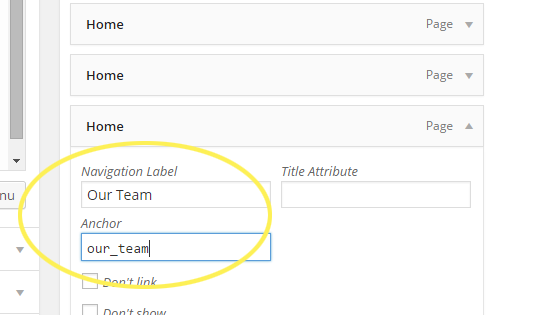 Home Page
Home Page
Home Page
Navigation Label Title Attribute
Our Team
Anchor
our_team
nu
Don't link
Don't show